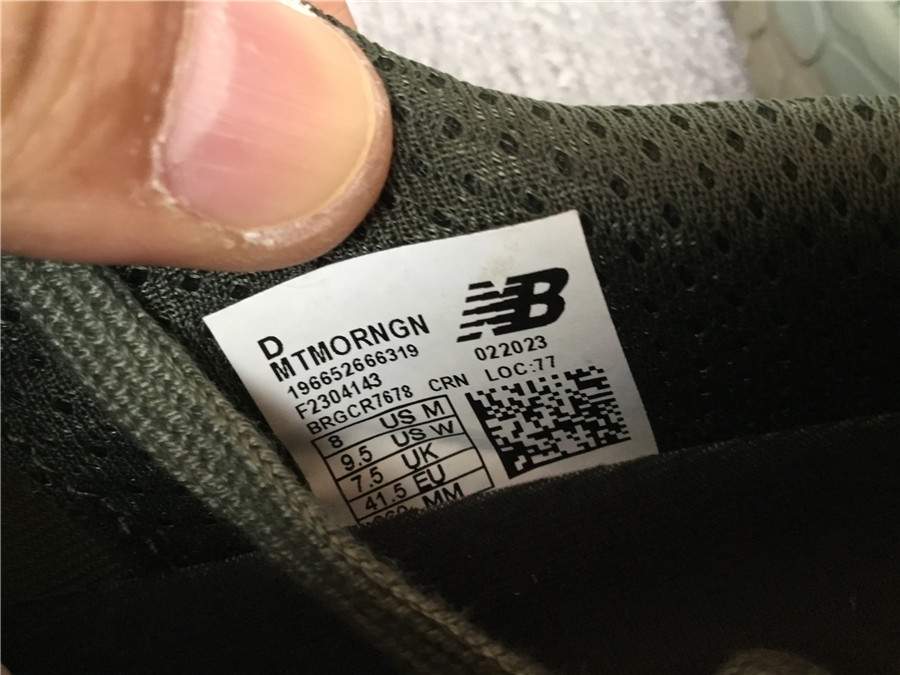 NB
D
MTMORNGN
022023
196652666319
F2304143
LOC:77
BRGCR7678 CRN
8 US M
9.5 US W
7.5 UK
41.5 EU
MM